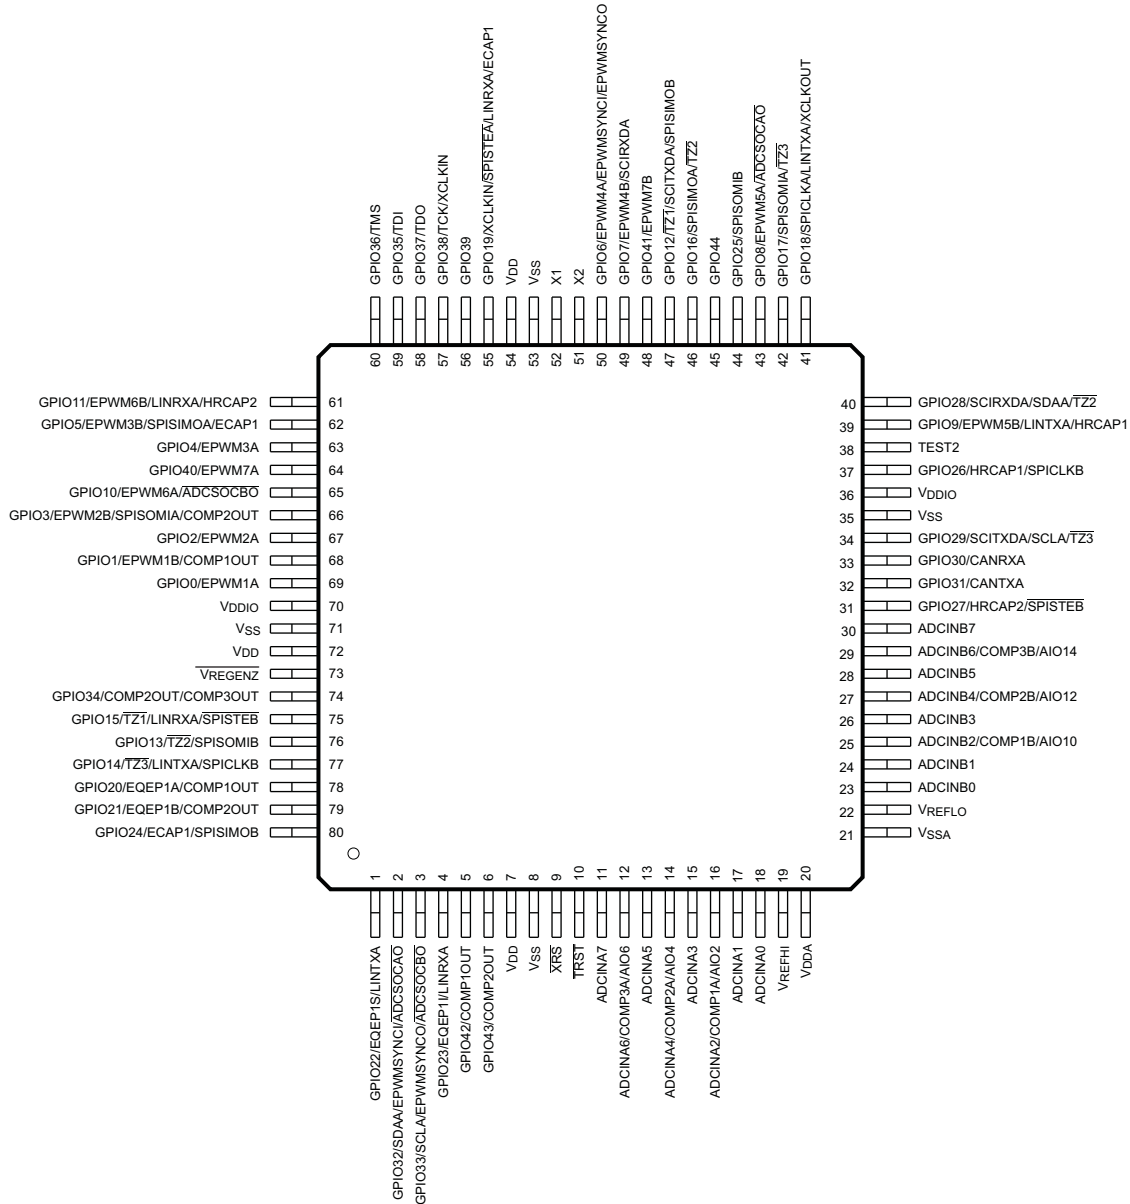 GPIO36/TMS
GPIO35/TDI
GPIO37/TDO
GPIO38/TCK/XCLKIN
GPIO39
GPIO19/XCLKIN/SPISTEA/LINRXA/ECAP1
VDD
VSS
X1
X2
GPIO6/EPWM4A/EPWMSYNCI/EPWMSYNCO
GPIO7/EPWM4B/SCIRXDA
GPIO41/EPWM7B
GPIO12/TZ1/SCITXDA/SPISIMOB
GPIO16/SPISIMOA/TZ2
GPIO44
GPIO25/SPISOMIB
GPIO8/EPWM5A/ADCSOCAO
GPIO17/SPISOMIA/TZ3
GPIO18/SPICLKA/LINTXA/XCLKOUT
60 59 58 57 56 55 54 53 52 51 50 49 48 47 46 45 44 43 42 41
GPIO11/EPWM6B/LINRXA/HRCAP2 61
GPIO5/EPWM3B/SPISIMOA/ECAP1 62
GPIO4/EPWM3A 63
GPIO40/EPWM7A 64
GPIO10/EPWM6A/ADCSOCBO 65
GPIO3/EPWM2B/SPISOMIA/COMP2OUT 66
GPIO2/EPWM2A 67
GPIO1/EPWM1B/COMP1OUT 68
GPIO0/EPWM1A 69
VDDIO 70
VSS 71
VDD 72
VREGENZ 73
GPIO34/COMP2OUT/COMP3OUT 74
GPIO15/TZ1/LINRXA/SPISTEB 75
GPIO13/TZ2/SPISOMIB 76
GPIO14/TZ3/LINTXA/SPICLKB 77
GPIO20/EQEP1A/COMP1OUT 78
GPIO21/EQEP1B/COMP2OUT 79
GPIO24/ECAP1/SPISIMOB 80
40 GPIO28/SCIRXDA/SDAA/TZ2
39 GPIO9/EPWM5B/LINTXA/HRCAP1
38 TEST2
37 GPIO26/HRCAP1/SPICLKB
36 VDDIO
35 VSS
34 GPIO29/SCITXDA/SCLA/TZ3
33 GPIO30/CANRXA
32 GPIO31/CANTXA
31 GPIO27/HRCAP2/SPISTEB
30 ADCINB7
29 ADCINB6/COMP3B/AIO14
28 ADCINB5
27 ADCINB4/COMP2B/AIO12
26 ADCINB3
25 ADCINB2/COMP1B/AIO10
24 ADCINB1
23 ADCINB0
22 VREFLO
21 VSSA
1 2 3 4 5 6 7 8 9 10 11 12 13 14 15 16 17 18 19 20
GPIO22/EQEP1S/LINTXA
GPIO32/SDAA/EPWMSYNCI/ADCSOCAO
GPIO33/SCLA/EPWMSYNCO/ADCSOCBO
GPIO23/EQEP1I/LINRXA
GPIO42/COMP1OUT
GPIO43/COMP2OUT
VDD
VSS
XRS
TRST
ADCINA7
ADCINA6/COMP3A/AIO6
ADCINA5
ADCINA4/COMP2A/AIO4
ADCINA3
ADCINA2/COMP1A/AIO2
ADCINA1
ADCINA0
VREFHI
VDDA